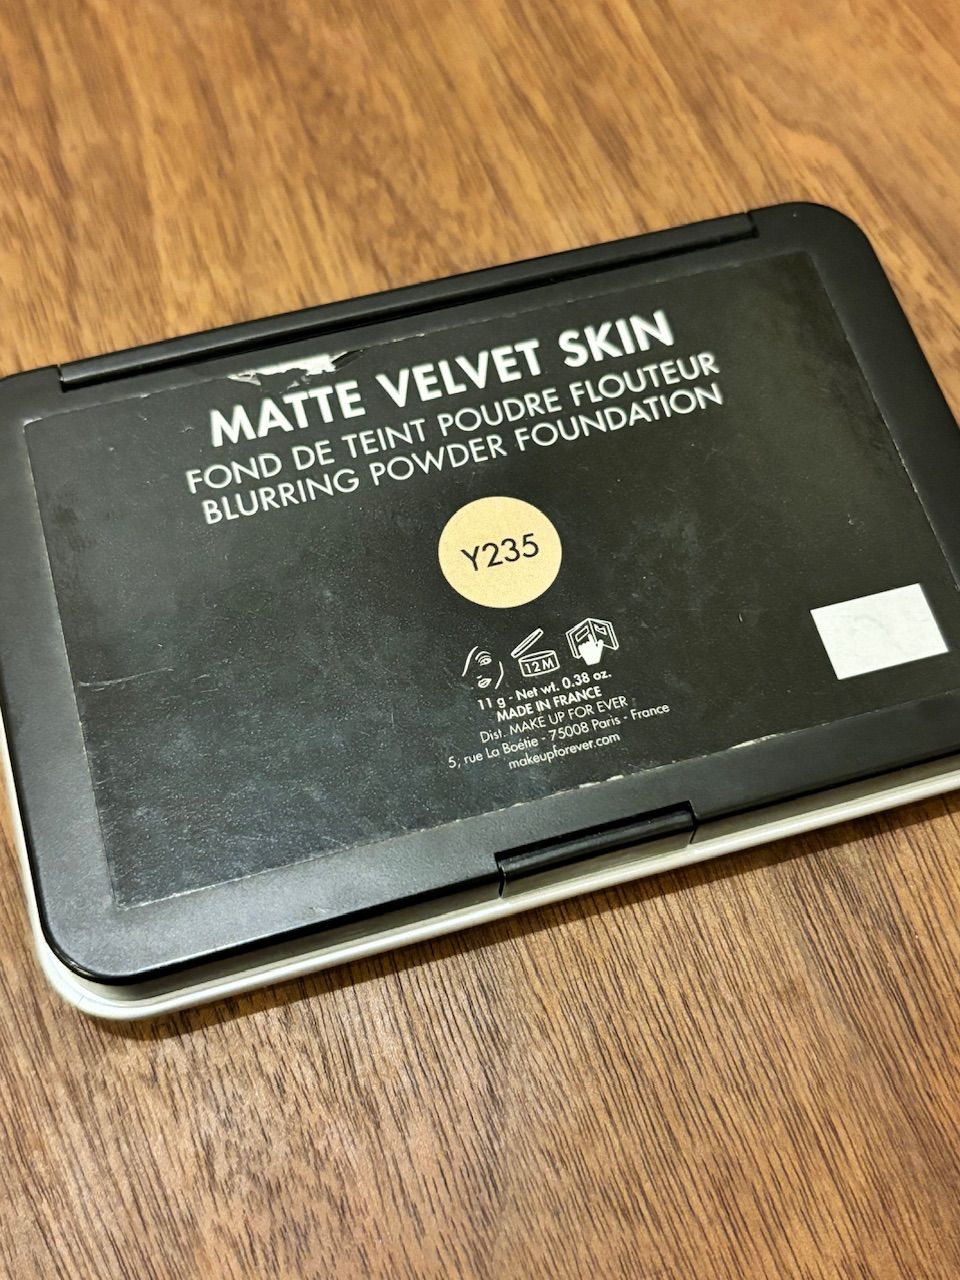 MATTE VELVET SKIN
FOND DE TEINT POUDRE FLOUTEUR
BLURRING POWDER FOUNDATION
Y235
12M
11 g - Net wt. 0.38 oz.
MADE IN FRANCE
Dist. MAKE UP FOR EVER
5, rue La Boétie - 75008 Paris - France
makeupforever.com